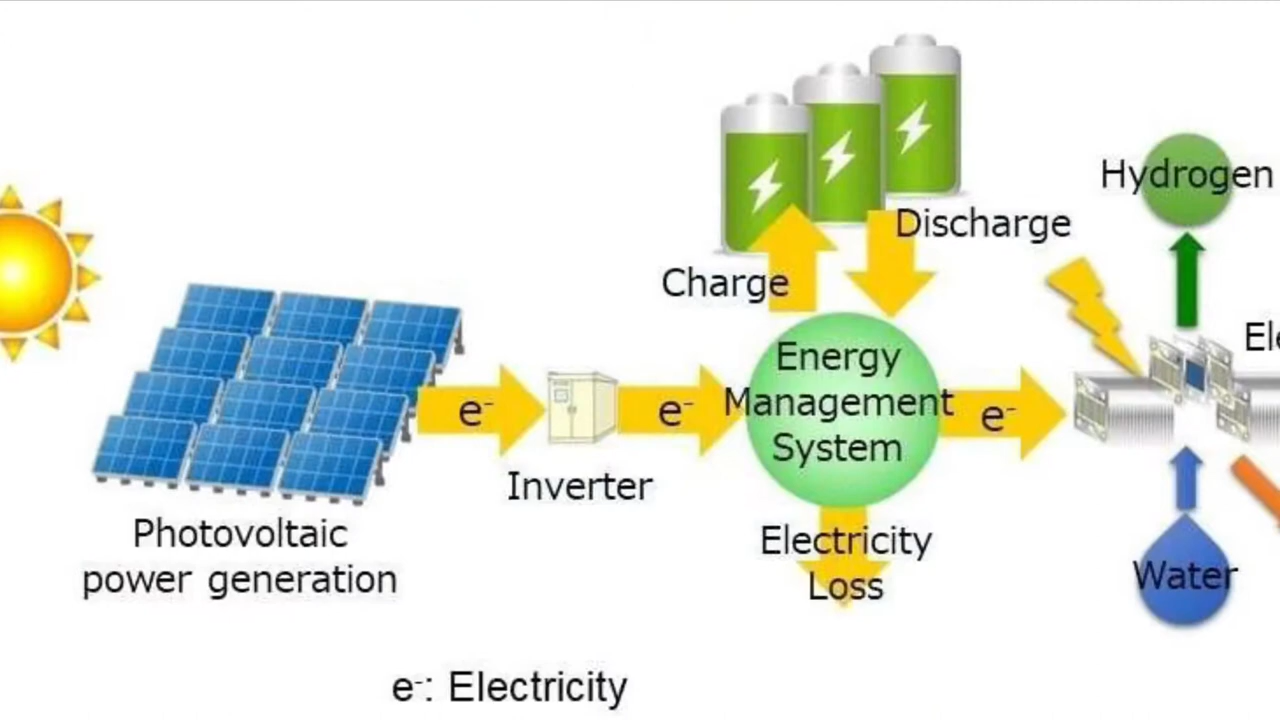 Hydrogen
Discharge
Charge
Energy
Management
System
e-
e-
e-
Inverter
Photovoltaic
power generation
Electricity
Loss
Water
e-: Electricity